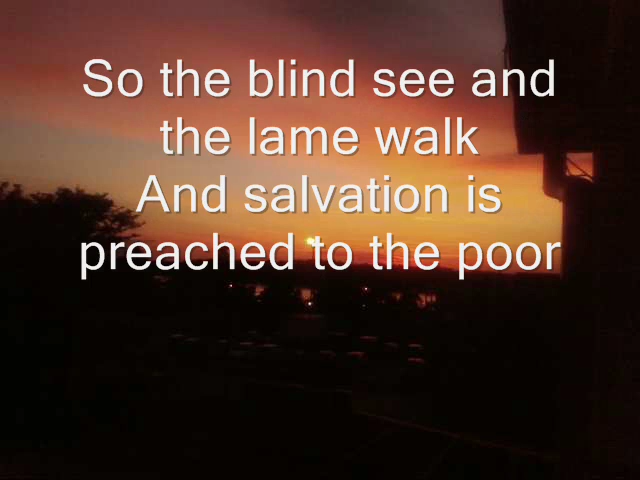 So the blind see and
the lame walk
And salvation is
preached to the poor